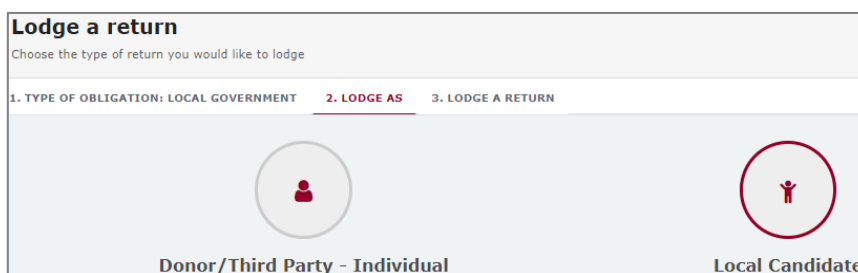 Lodge a return
Choose the type of return you would like to lodge
1. TYPE OF OBLIGATION: LOCAL GOVERNMENT 2. LODGE AS 3. LODGE A RETURN
Donor/Third Party - Individual Local Candidate